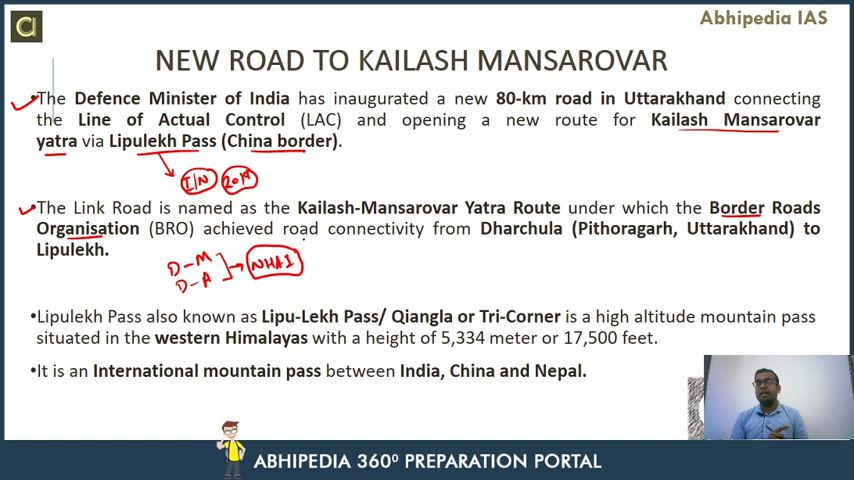 Abhipedia IAS
NEW ROAD TO KAILASH MANSAROVAR
•The Defence Minister of India has inaugurated a new 80-km road in Uttarakhand connecting
the Line of Actual Control (LAC) and opening a new route for Kailash Mansarovar
yatra via Lipulekh Pass (China border).
I/N
•The Link Road is named as the Kailash-Mansarovar Yatra Route under which the Border Roads
Organisation (BRO) achieved road connectivity from Dharchula (Pithoragarh, Uttarakhand) to
Lipulekh.
D-M
NHAI
D-A
•Lipulekh Pass also known as Lipu-Lekh Pass/ Qiangla or Tri-Corner is a high altitude mountain pass
situated in the western Himalayas with a height of 5,334 meter or 17,500 feet.
•It is an International mountain pass between India, China and Nepal.
ABHIPEDIA 360⁰ PREPARATION PORTAL